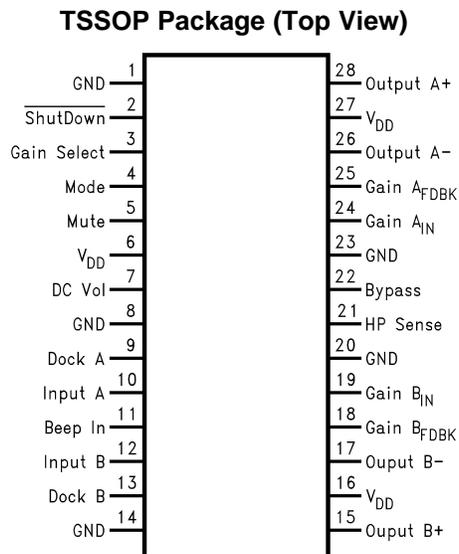 TSSOP Package (Top View)
GND 1
ShutDown 2
Gain Select 3
Mode 4
Mute 5
VDD 6
DC Vol 7
GND 8
Dock A 9
Input A 10
Beep In 11
Input B 12
Dock B 13
GND 14
28 Output A+
27 VDD
26 Output A-
25 Gain AFDBK
24 Gain AIN
23 GND
22 Bypass
21 HP Sense
20 GND
19 Gain BIN
18 Gain BFDBK
17 Ouput B-
16 VDD
15 Ouput B+